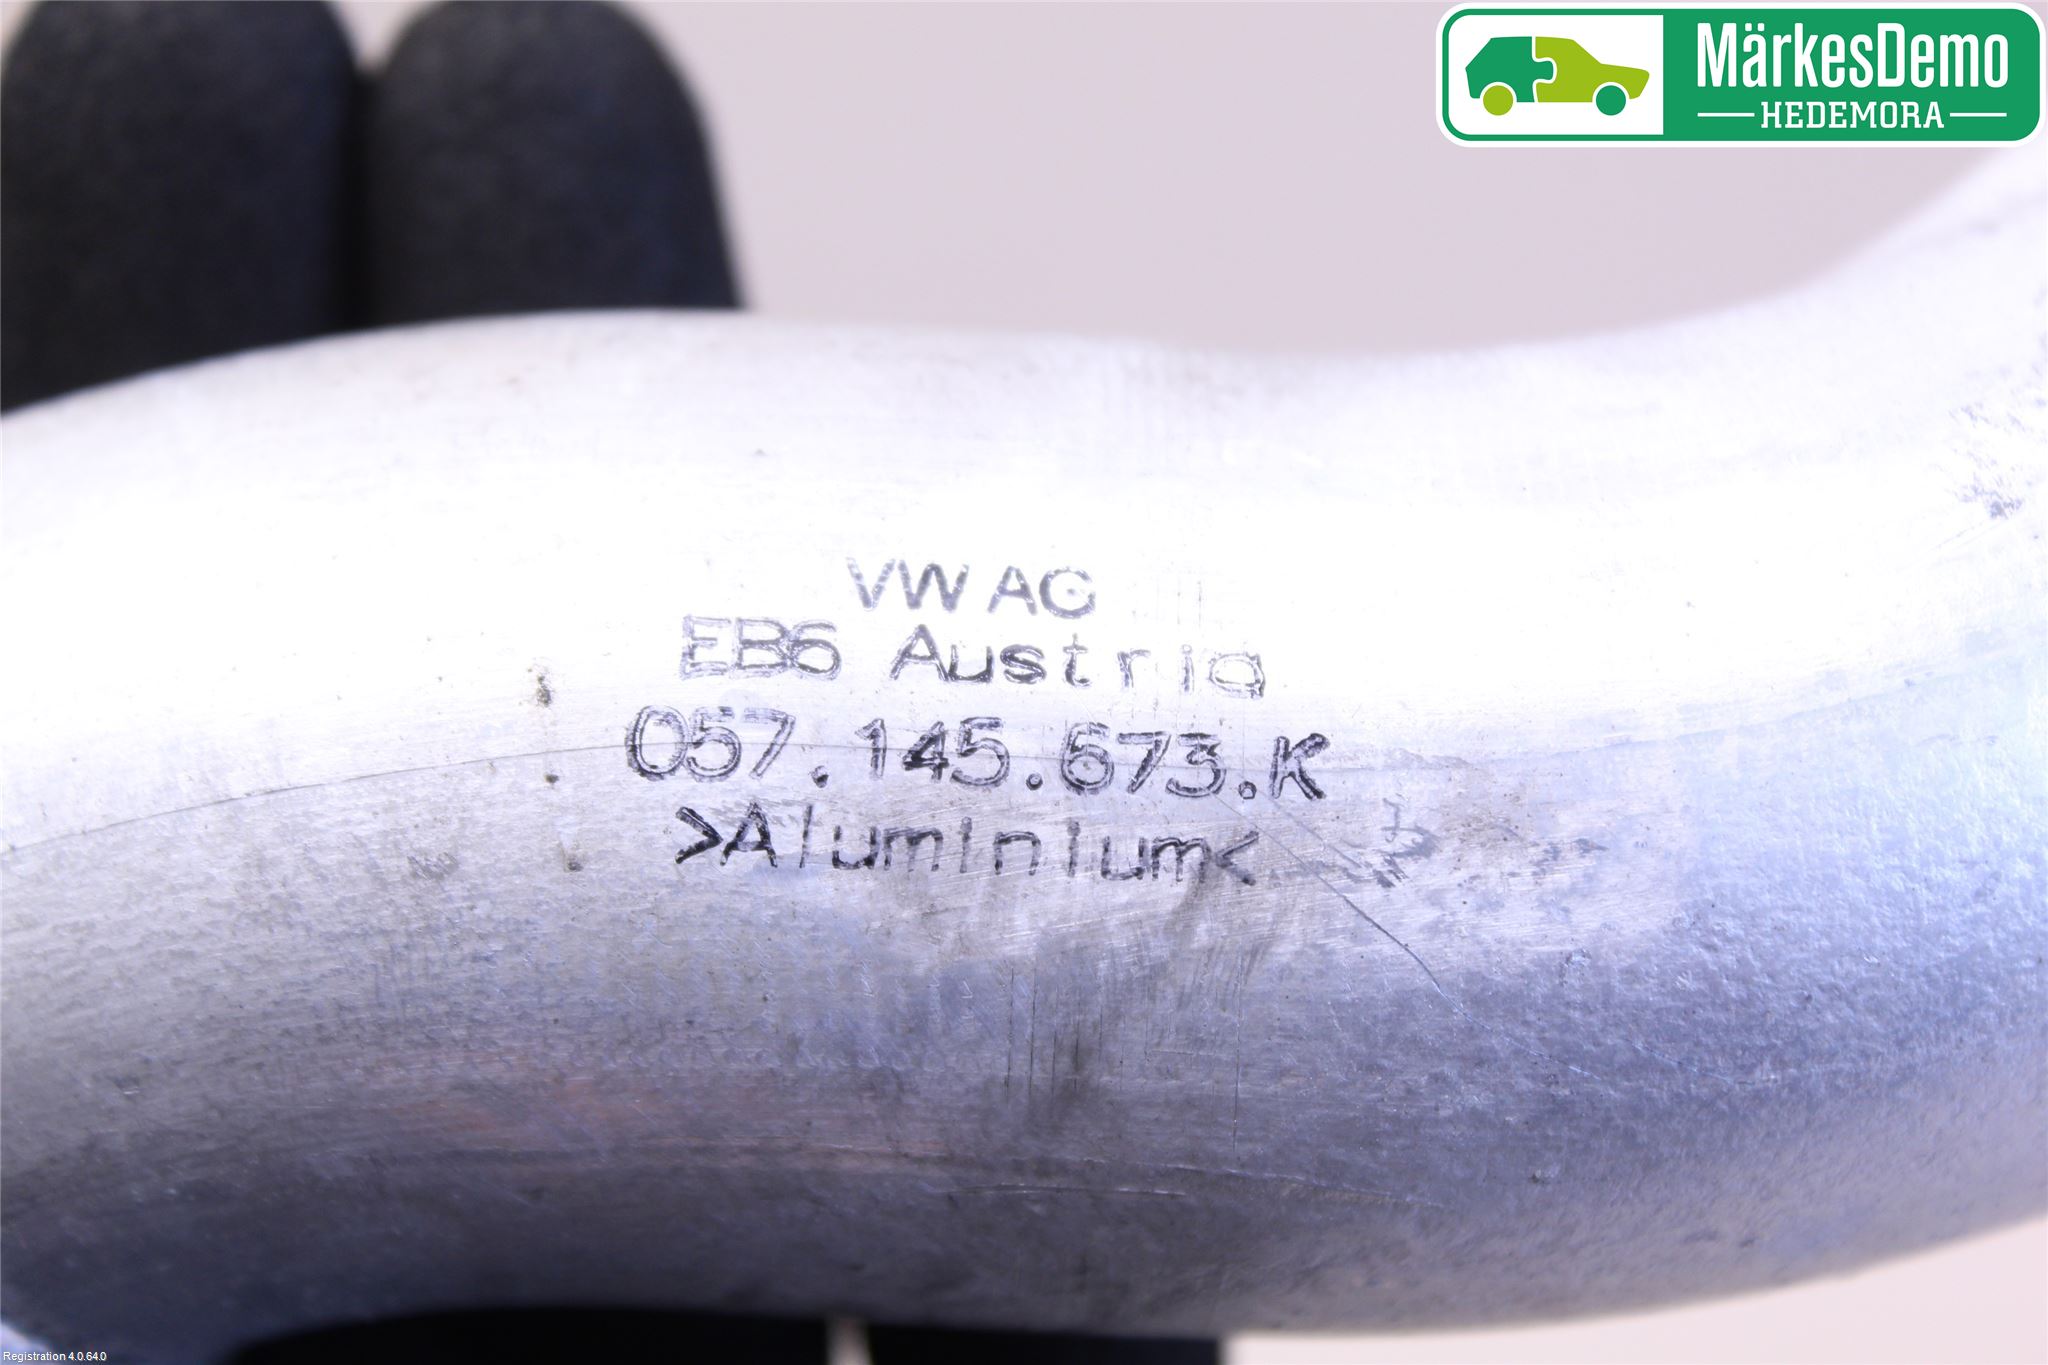 MärkesDemo
HEDEMORA
VW AG
EB6 Austria
057.145.673.K
>Aluminium<
Registration 4.0.64.0